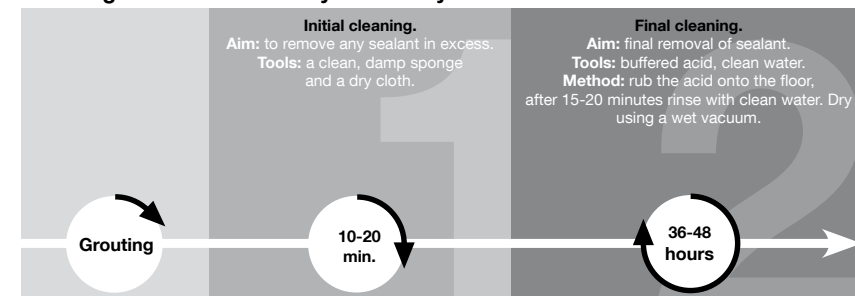 Initial cleaning.
Aim: to remove any sealant in excess.
Tools: a clean, damp sponge
and a dry cloth.
Final cleaning.
Aim: final removal of sealant.
Tools: buffered acid, clean water.
Method: rub the acid onto the floor,
after 15-20 minutes rinse with clean water. Dry
using a wet vacuum.
1
2
Grouting
10-20
min.
36-48
hours